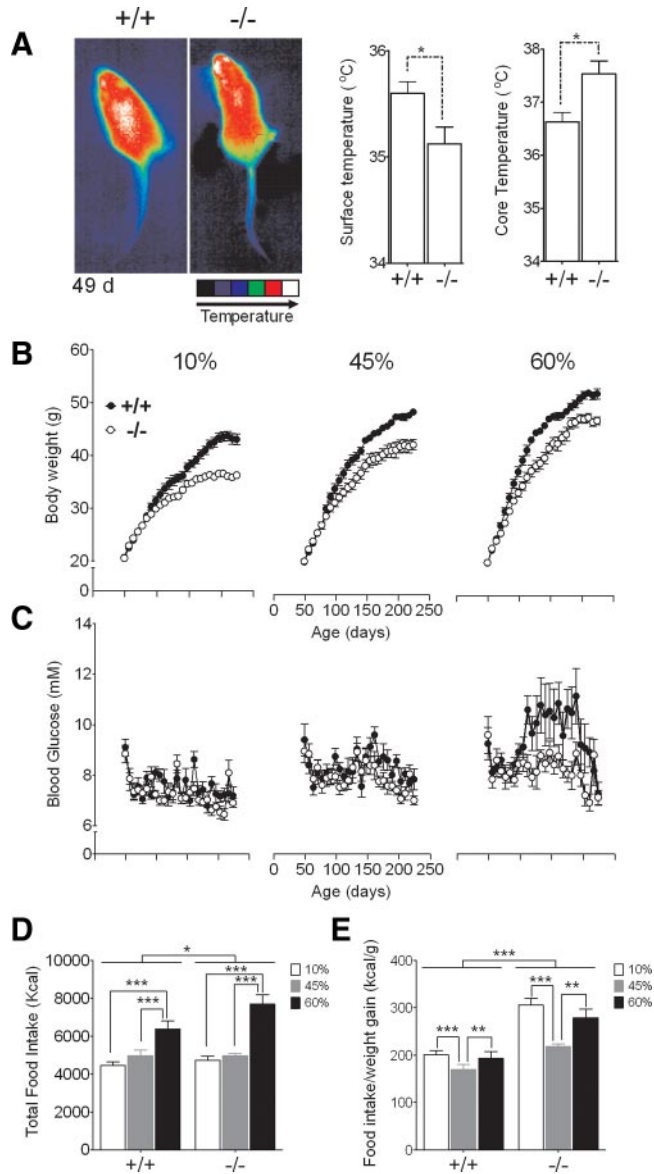 A
+/+ -/-
49 d
Temperature
Surface temperature ( °C)
36
35
34
*
+/+ -/-
Core Temperature ( °C)
38
37
36
35
34
*
+/+ -/-
B
10% 45% 60%
+/+
-/-
Body weight (g)
60
50
40
30
20
0
0 50 100 150 200 250
Age (days)
C
Blood Glucose (mM)
14
12
10
8
6
0
0 50 100 150 200 250
Age (days)
D
Total Food Intake (Kcal)
10000
8000
6000
4000
2000
0
*
*** ***
*** ***
10%
45%
60%
+/+ -/-
E
Food intake/weight gain (kcal/g)
400
300
200
100
0
***
*** **
*** **
10%
45%
60%
+/+ -/-